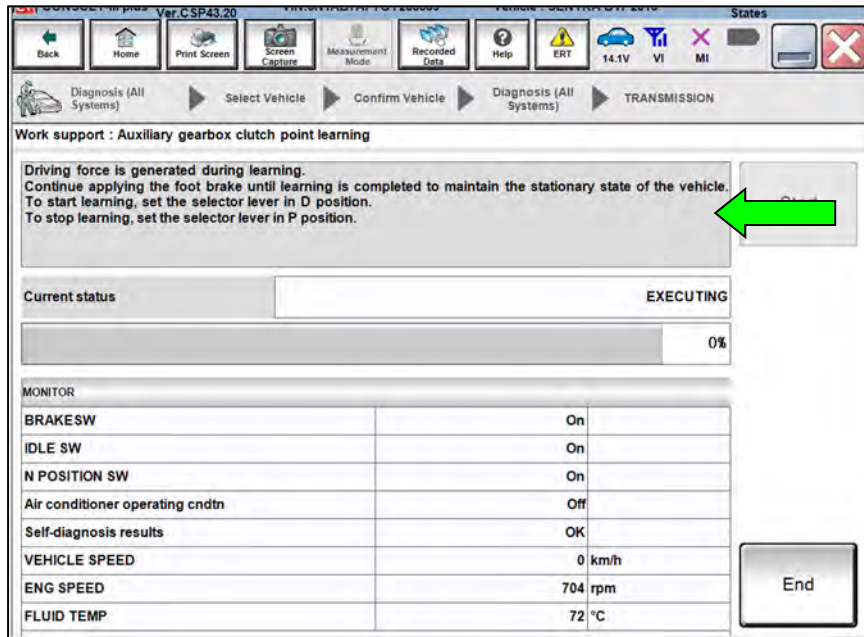 Ver.CSP43.20
States
Back
Home
Print Screen
Screen Capture
Measurement Mode
Recorded Data
Help
ERT
14.1V
VI
MI
Diagnosis (All Systems)
Select Vehicle
Confirm Vehicle
Diagnosis (All Systems)
TRANSMISSION
Work support : Auxiliary gearbox clutch point learning
Driving force is generated during learning.
Continue applying the foot brake until learning is completed to maintain the stationary state of the vehicle.
To start learning, set the selector lever in D position.
To stop learning, set the selector lever in P position.
Current status EXECUTING
0%
MONITOR
BRAKESW On
IDLE SW On
N POSITION SW On
Air conditioner operating cndtn Off
Self-diagnosis results OK
VEHICLE SPEED 0 km/h
ENG SPEED 704 rpm
FLUID TEMP 72 °C
End